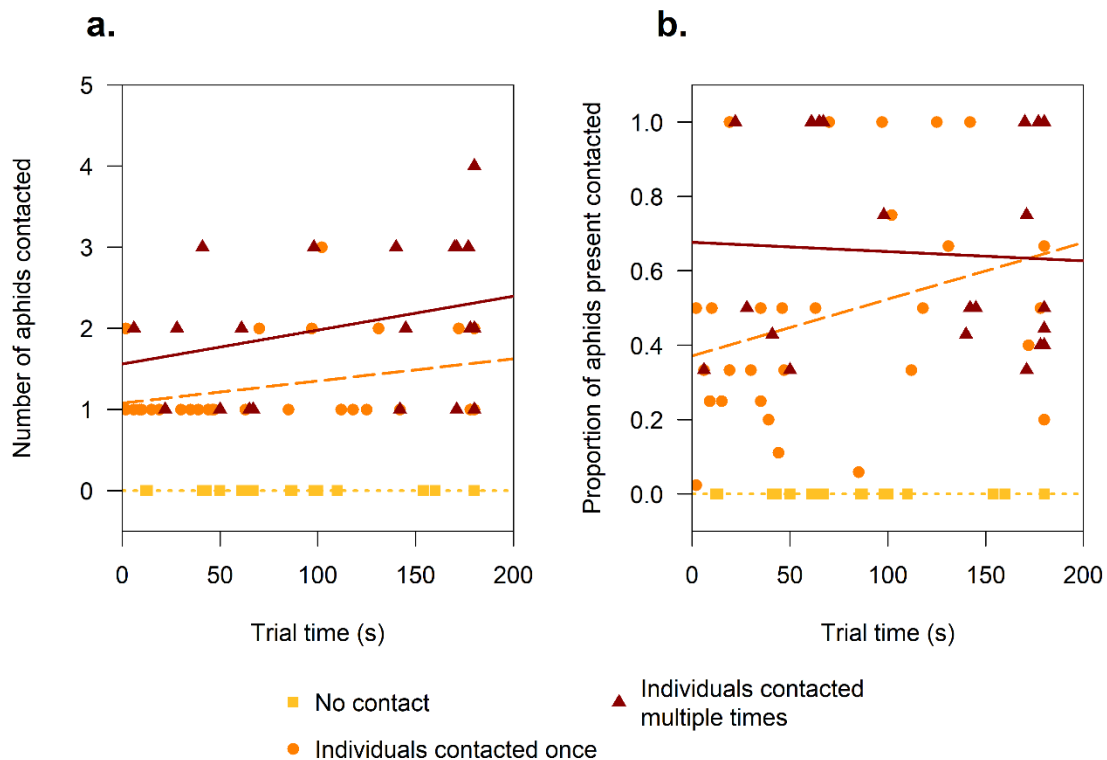 a.
Number of aphids contacted
5
4
3
2
1
0
0 50 100 150 200
Trial time (s)
b.
Proportion of aphids present contacted
1.0
0.8
0.6
0.4
0.2
0.0
0 50 100 150 200
Trial time (s)
No contact
Individuals contacted once
Individuals contacted
multiple times